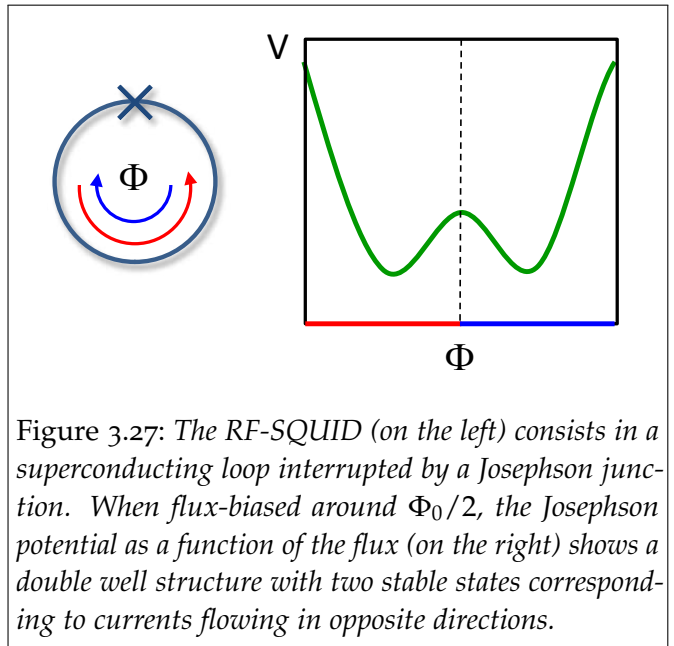 V
Φ
Φ
Figure 3.27: The RF-SQUID (on the left) consists in a
superconducting loop interrupted by a Josephson junc-
tion. When flux-biased around Φ₀/2, the Josephson
potential as a function of the flux (on the right) shows a
double well structure with two stable states correspond-
ing to currents flowing in opposite directions.